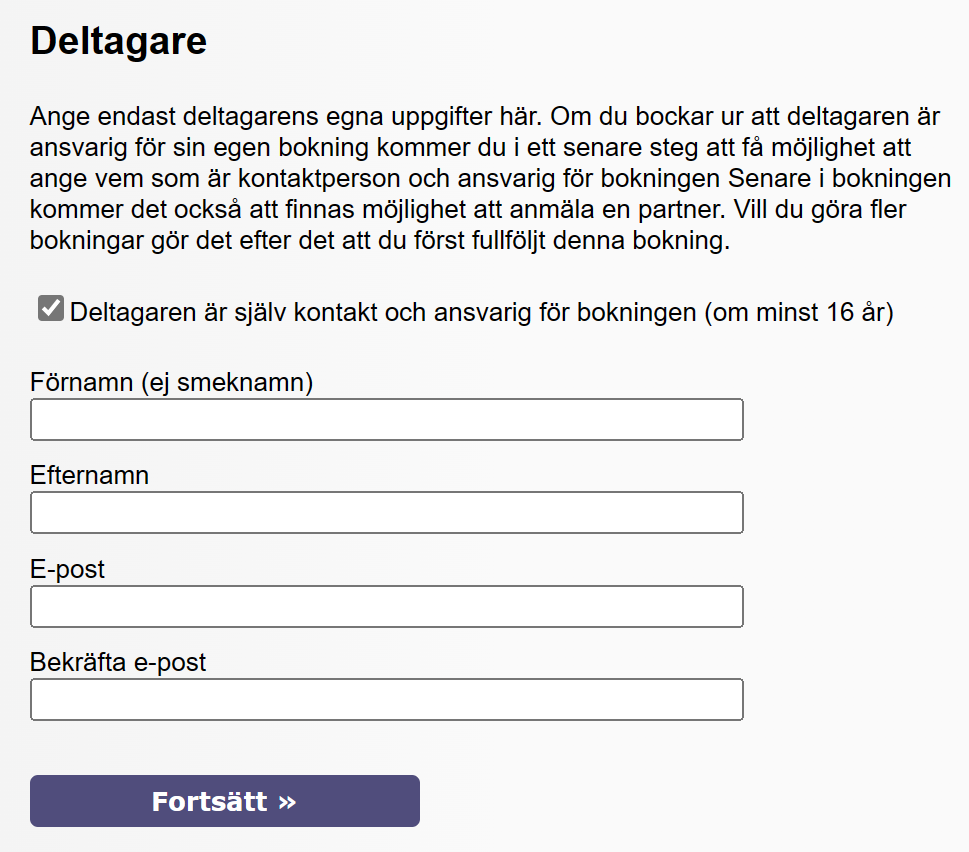 Deltagare
Ange endast deltagarens egna uppgifter här. Om du bockar ur att deltagaren är
ansvarig för sin egen bokning kommer du i ett senare steg att få möjlighet att
ange vem som är kontaktperson och ansvarig för bokningen Senare i bokningen
kommer det också att finnas möjlighet att anmäla en partner. Vill du göra fler
bokningar gör det efter det att du först fullföljt denna bokning.
Deltagaren är själv kontakt och ansvarig för bokningen (om minst 16 år)
Förnamn (ej smeknamn)
Efternamn
E-post
Bekräfta e-post
Fortsätt »